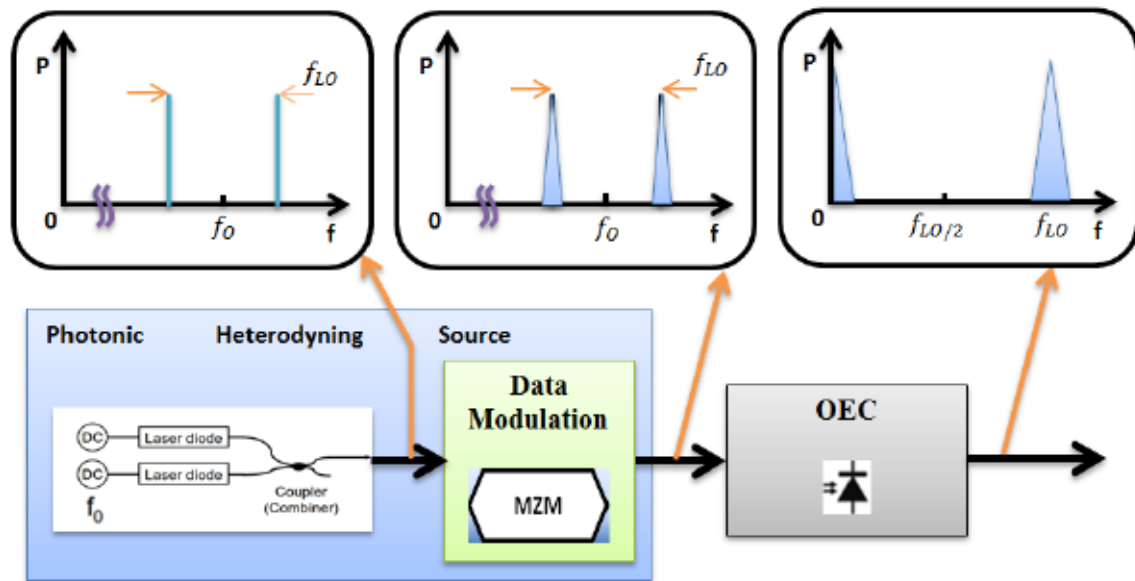 P
f_LO
0
f_O
f
P
f_LO
0
f_O
f
P
0
f_LO/2
f_LO
f
Photonic Heterodyning Source
DC
Laser diode
DC
Laser diode
f_0
Coupler
(Combiner)
Data
Modulation
MZM
OEC